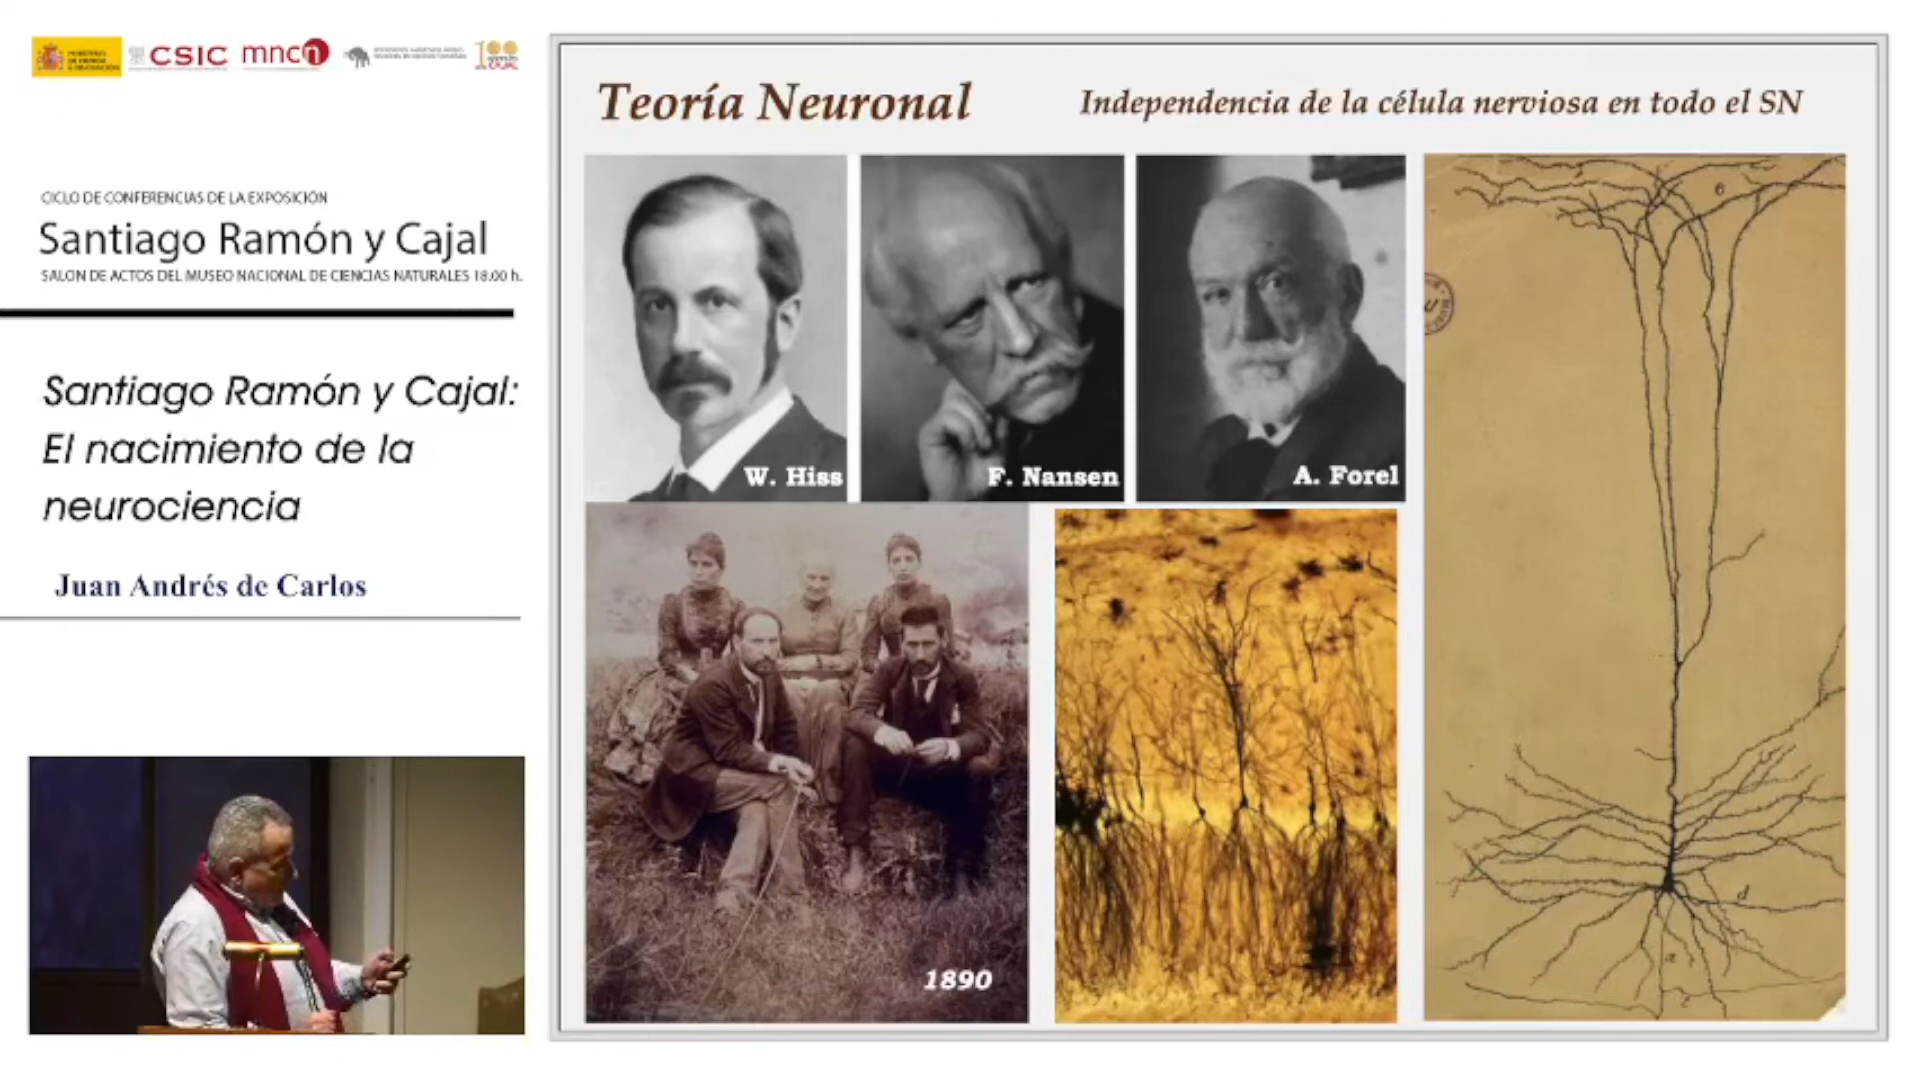 CSIC mncn
CICLO DE CONFERENCIAS DE LA EXPOSICIÓN
Santiago Ramón y Cajal
SALON DE ACTOS DEL MUSEO NACIONAL DE CIENCIAS NATURALES 18.00 h.
Santiago Ramón y Cajal:
El nacimiento de la
neurociencia
Juan Andrés de Carlos
Teoría Neuronal
Independencia de la célula nerviosa en todo el SN
W. Hiss
F. Nansen
A. Forel
1890
e
d
a
c